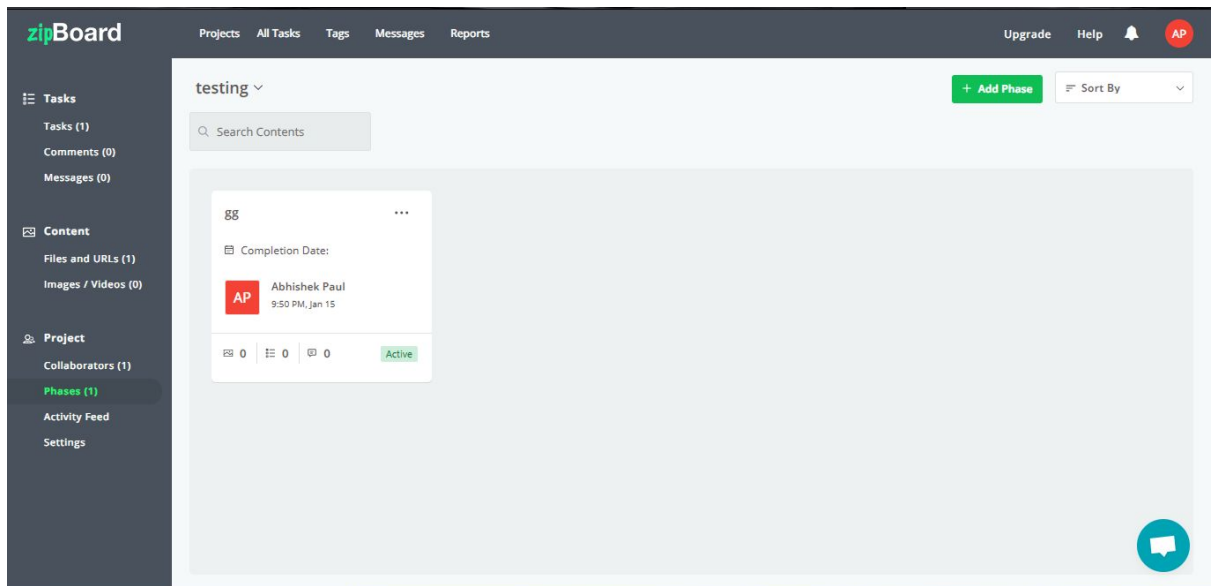 zipBoard
Projects All Tasks Tags Messages Reports
Upgrade Help AP
Tasks
Tasks (1)
Comments (0)
Messages (0)
Content
Files and URLs (1)
Images / Videos (0)
Project
Collaborators (1)
Phases (1)
Activity Feed
Settings
testing
+ Add Phase
Sort By
Search Contents
gg
Completion Date:
AP
Abhishek Paul
9:50 PM, Jan 15
0 0 0
Active